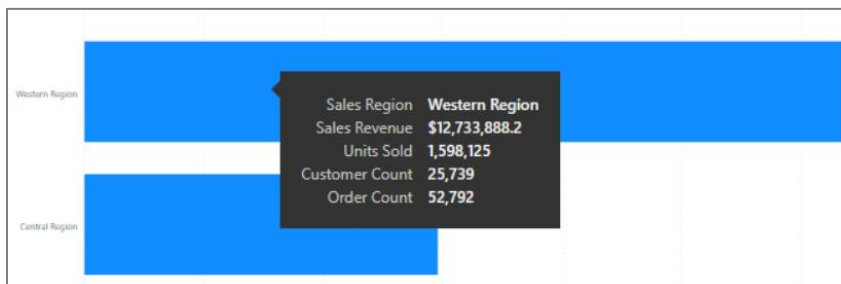 Western Region
Sales Region Western Region
Sales Revenue $12,733,888.2
Units Sold 1,598,125
Customer Count 25,739
Order Count 52,792
Central Region